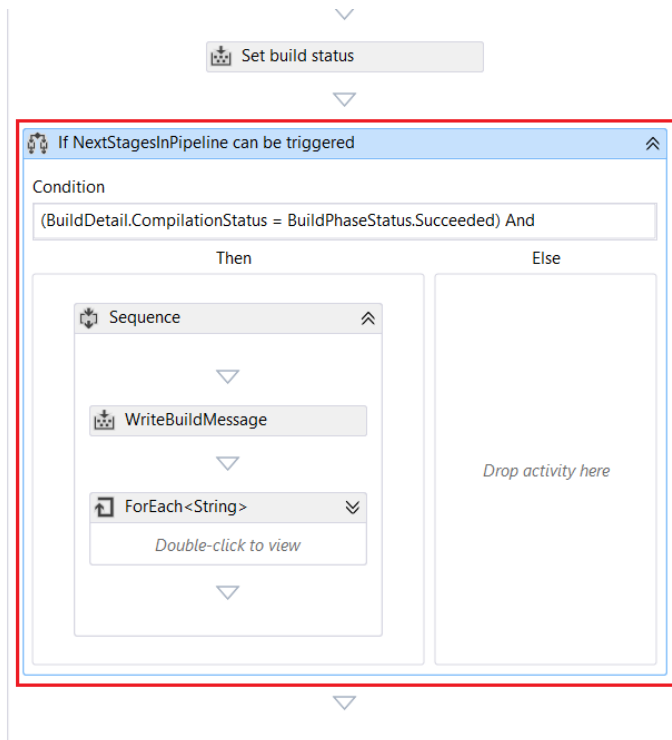 Set build status
If NextStagesInPipeline can be triggered
Condition
(BuildDetail.CompilationStatus = BuildPhaseStatus.Succeeded) And
Then
Else
Sequence
WriteBuildMessage
Drop activity here
ForEach<String>
Double-click to view